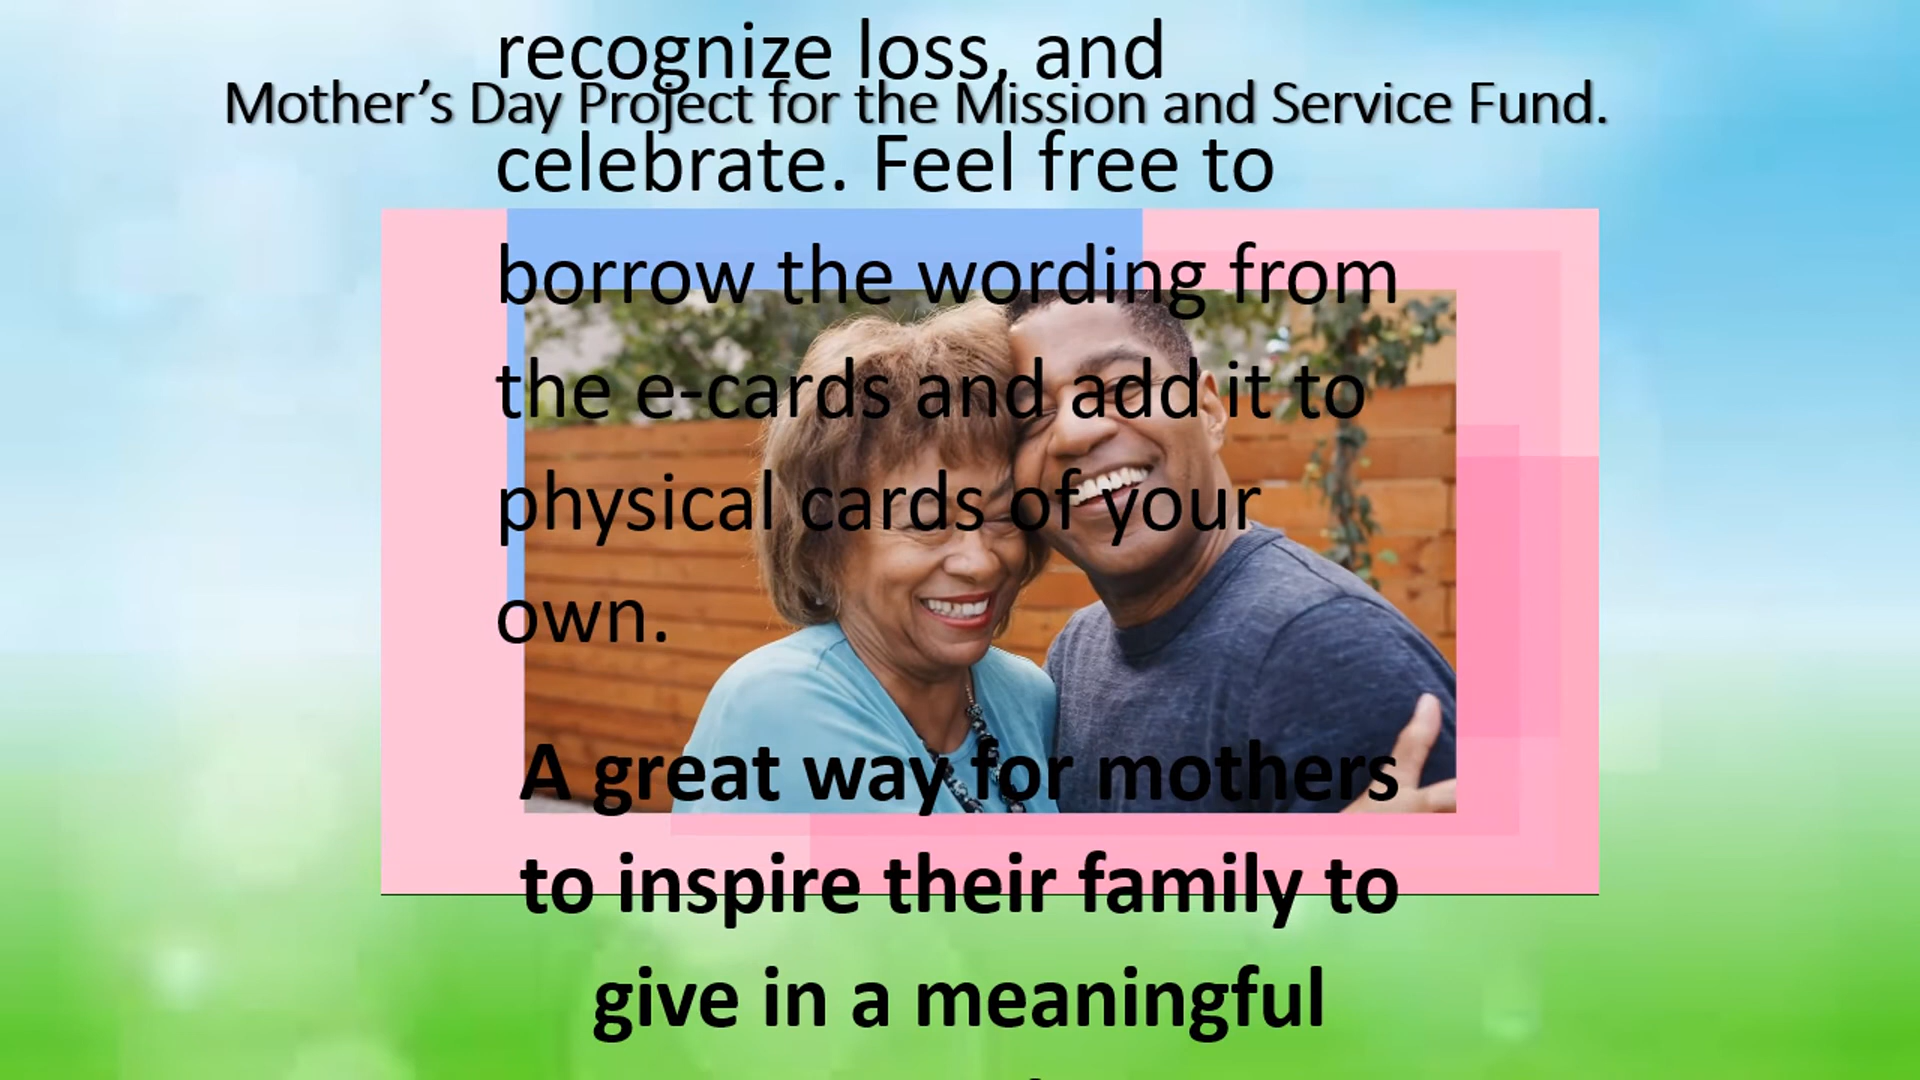 recognize loss, and
Mother’s Day Project for the Mission and Service Fund.
celebrate. Feel free to
borrow the wording from
the e-cards and add it to
physical cards of your
own.
A great way for mothers
to inspire their family to
give in a meaningful